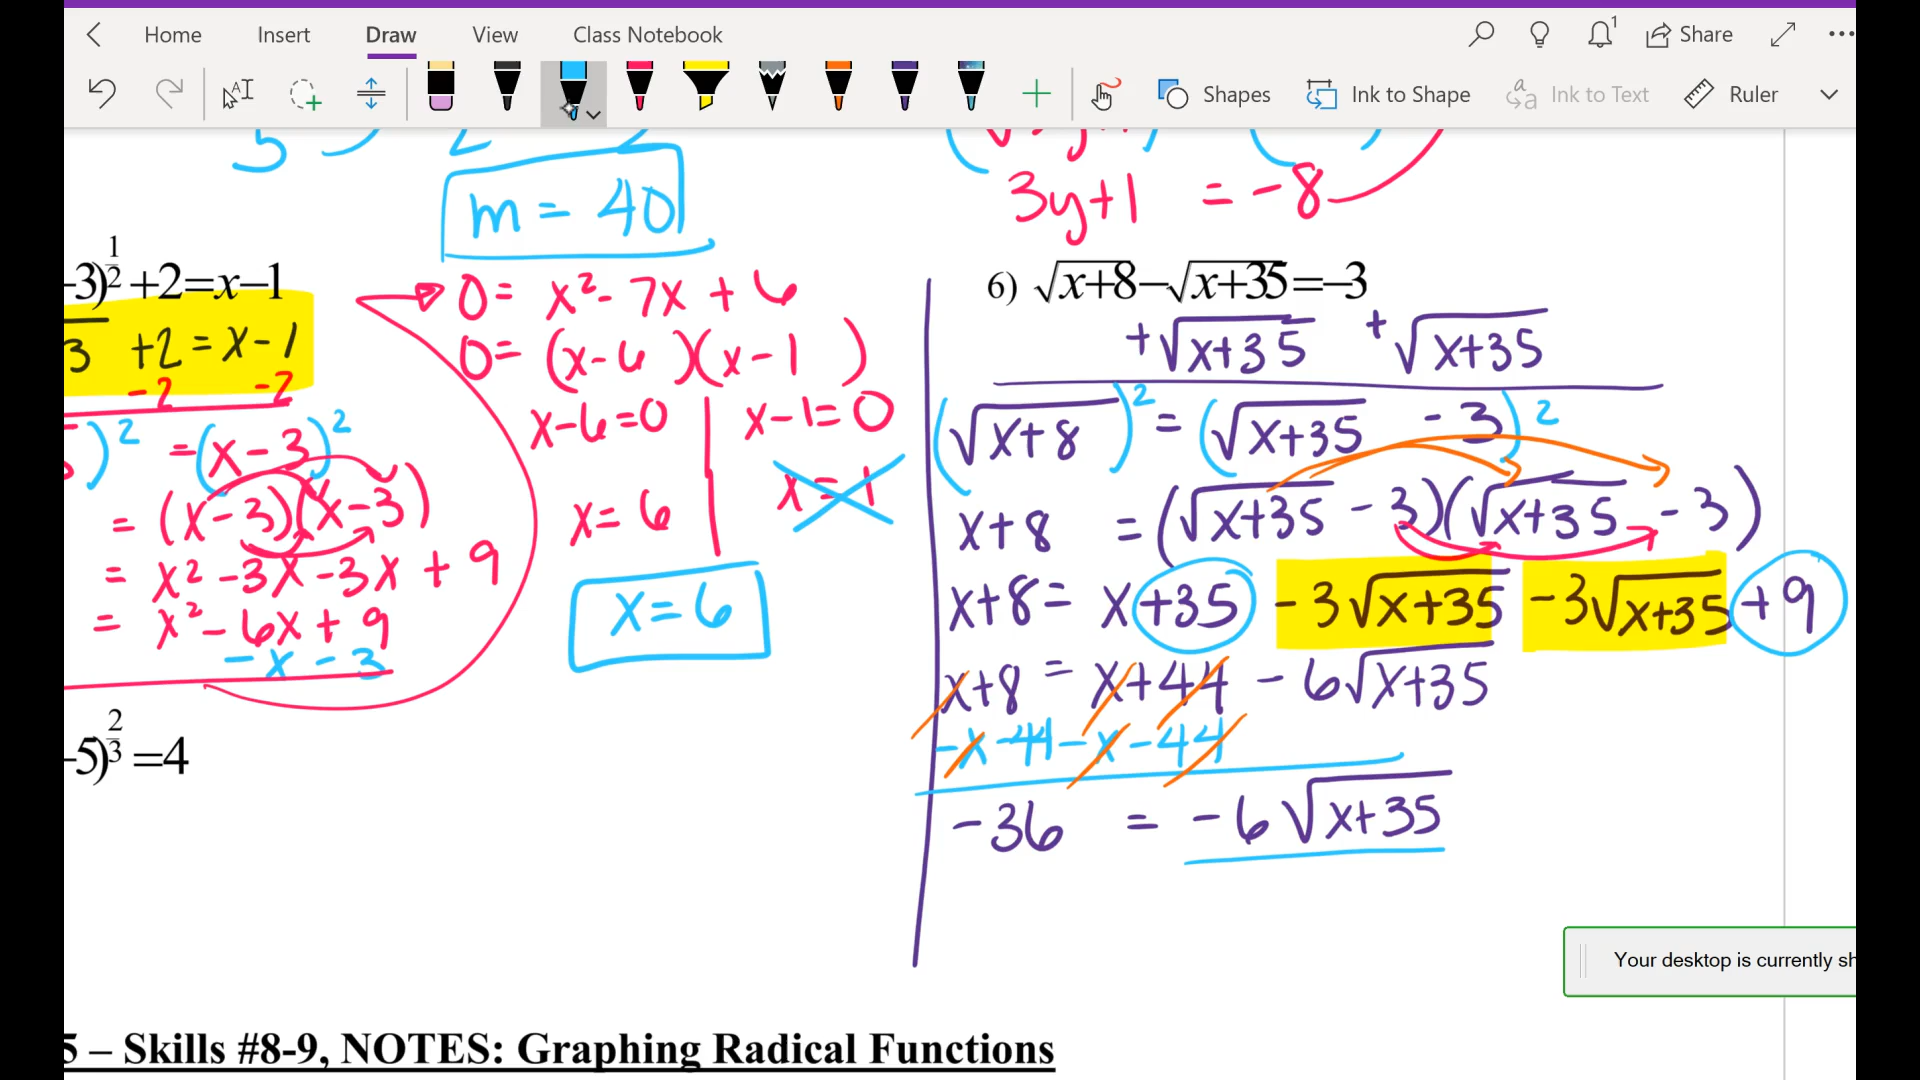 Home Insert Draw View Class Notebook 1 Share
Shapes Ink to Shape Ink to Text Ruler
5 2 2
m = 40
3y+1 = -8
-3)^{1/2} +2=x-1
3 +2 = x-1
-2 -2
)² = (x-3)²
= (x-3)(x-3)
= x² -3x -3x + 9
= x² - 6x + 9
-x -3
0 = x² - 7x + 6
0 = (x-6)(x-1)
x-6=0 x-1=0
x = 6 x = 1
x = 6
-5)^{2/3} =4
6) √x+8 - √x+35 = -3
+√x+35 +√x+35
(√x+8)² = (√x+35 - 3)²
x+8 = (√x+35 - 3)(√x+35 - 3)
x+8 = x +35 -3√x+35 -3√x+35 +9
x+8 = x+44 - 6√x+35
-x -44 -x -44
-36 = -6√x+35
Your desktop is currently sh
5 – Skills #8-9, NOTES: Graphing Radical Functions